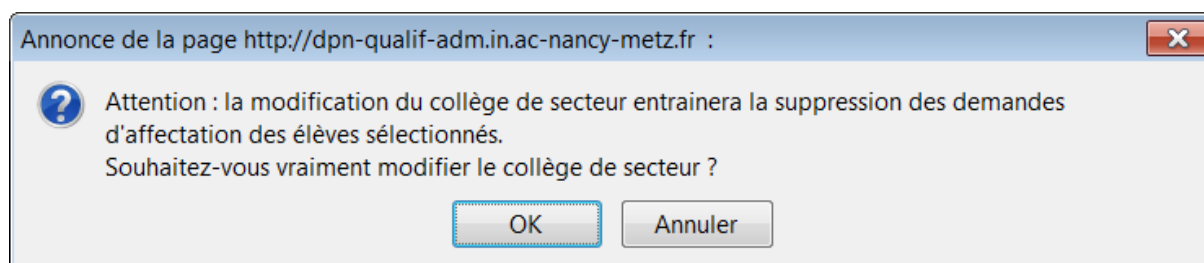 Annonce de la page http://dpn-qualif-adm.in.ac-nancy-metz.fr :
Attention : la modification du collège de secteur entrainera la suppression des demandes
d'affectation des élèves sélectionnés.
Souhaitez-vous vraiment modifier le collège de secteur ?
OK
Annuler